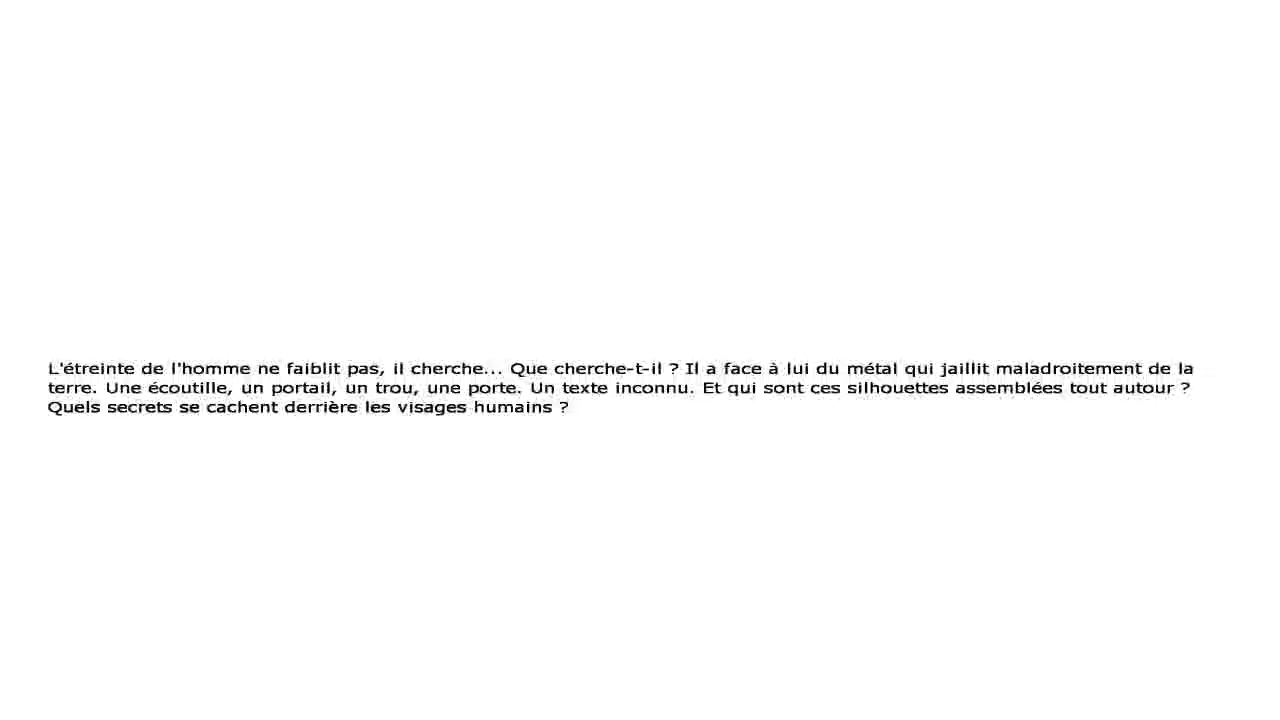 L'étreinte de l'homme ne faiblit pas, il cherche... Que cherche-t-il ? Il a face à lui du métal qui jaillit maladroitement de la
terre. Une écoutille, un portail, un trou, une porte. Un texte inconnu. Et qui sont ces silhouettes assemblées tout autour ?
Quels secrets se cachent derrière les visages humains ?